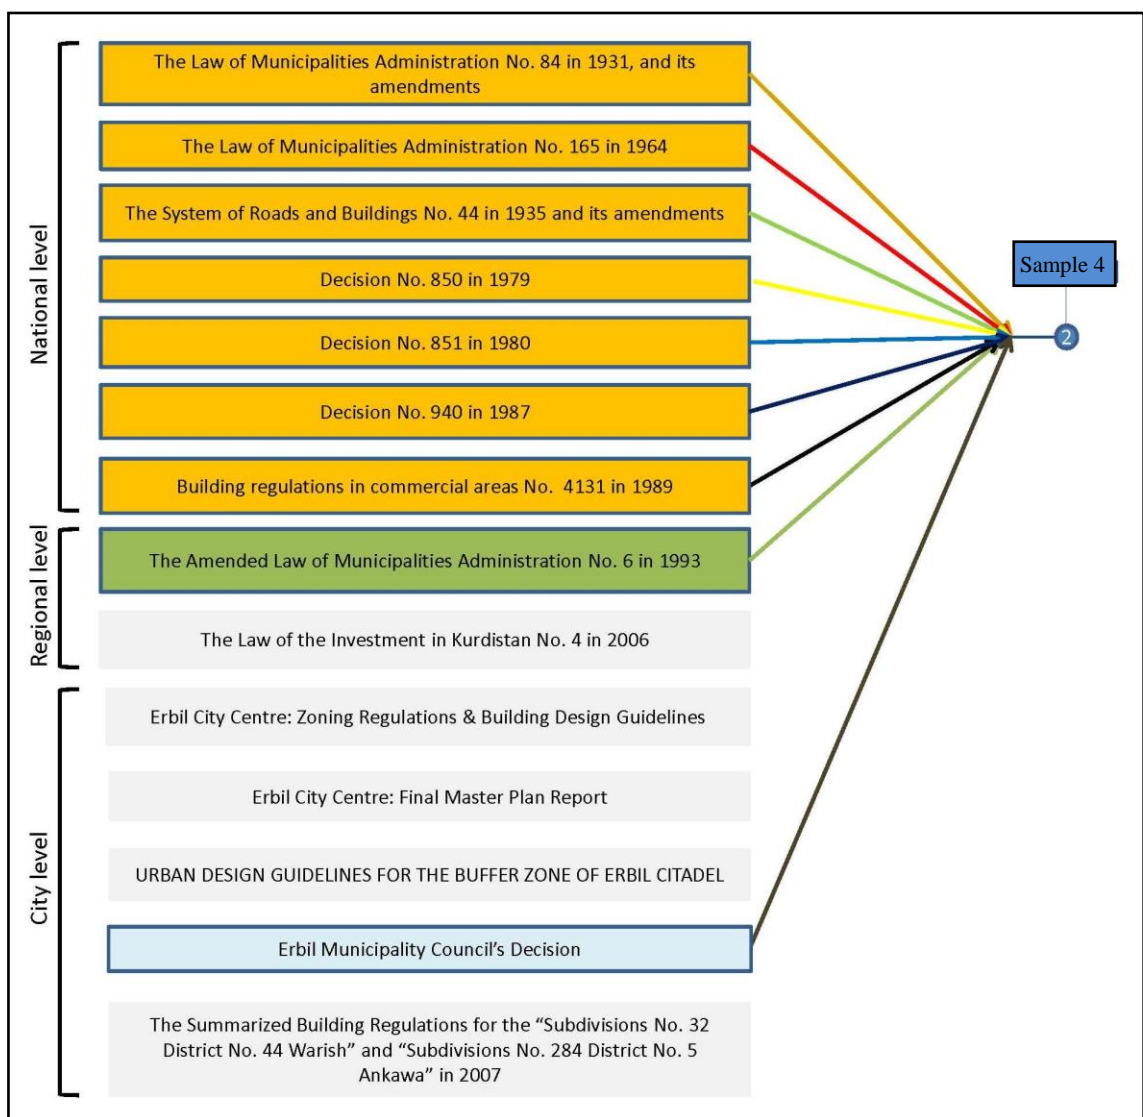 National level
The Law of Municipalities Administration No. 84 in 1931, and its
amendments
The Law of Municipalities Administration No. 165 in 1964
The System of Roads and Buildings No. 44 in 1935 and its amendments
Decision No. 850 in 1979
Decision No. 851 in 1980
Decision No. 940 in 1987
Building regulations in commercial areas No. 4131 in 1989
Sample 4
2
Regional level
The Amended Law of Municipalities Administration No. 6 in 1993
The Law of the Investment in Kurdistan No. 4 in 2006
City level
Erbil City Centre: Zoning Regulations & Building Design Guidelines
Erbil City Centre: Final Master Plan Report
URBAN DESIGN GUIDELINES FOR THE BUFFER ZONE OF ERBIL CITADEL
Erbil Municipality Council’s Decision
The Summarized Building Regulations for the “Subdivisions No. 32
District No. 44 Warish” and “Subdivisions No. 284 District No. 5
Ankawa” in 2007